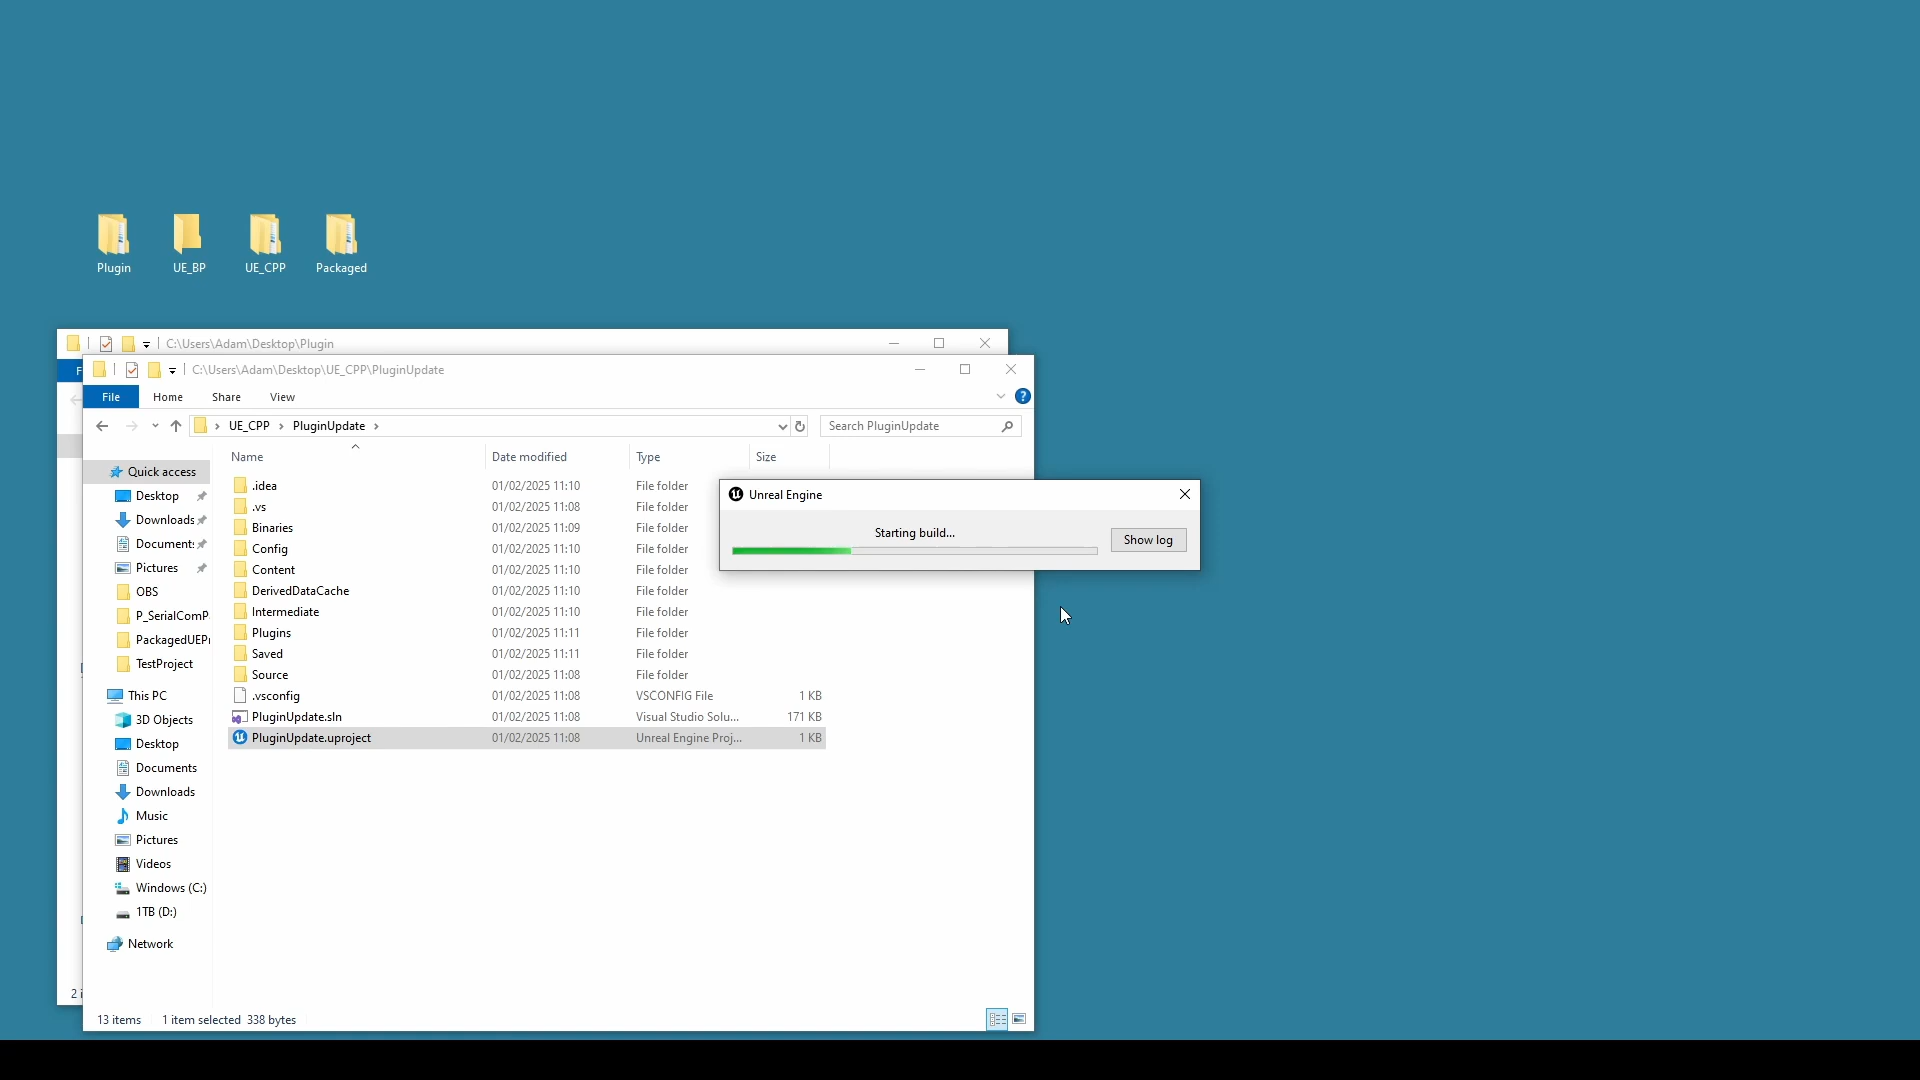 Plugin
UE_BP
UE_CPP
Packaged
C:\Users\Adam\Desktop\Plugin
C:\Users\Adam\Desktop\UE_CPP\PluginUpdate
File
Home
Share
View
UE_CPP
PluginUpdate
Search PluginUpdate
Name
Date modified
Type
Size
Quick access
Desktop
Downloads
Document
Pictures
OBS
P_SerialComP
PackagedUEPr
TestProject
This PC
3D Objects
Desktop
Documents
Downloads
Music
Pictures
Videos
Windows (C:)
1TB (D:)
Network
.idea 01/02/2025 11:10 File folder
.vs 01/02/2025 11:08 File folder
Binaries 01/02/2025 11:09 File folder
Config 01/02/2025 11:10 File folder
Content 01/02/2025 11:10 File folder
DerivedDataCache 01/02/2025 11:10 File folder
Intermediate 01/02/2025 11:10 File folder
Plugins 01/02/2025 11:11 File folder
Saved 01/02/2025 11:11 File folder
Source 01/02/2025 11:08 File folder
.vsconfig 01/02/2025 11:08 VSCONFIG File 1 KB
PluginUpdate.sln 01/02/2025 11:08 Visual Studio Solu... 171 KB
PluginUpdate.uproject 01/02/2025 11:08 Unreal Engine Proj... 1 KB
Unreal Engine
Starting build...
Show log
13 items
1 item selected 338 bytes